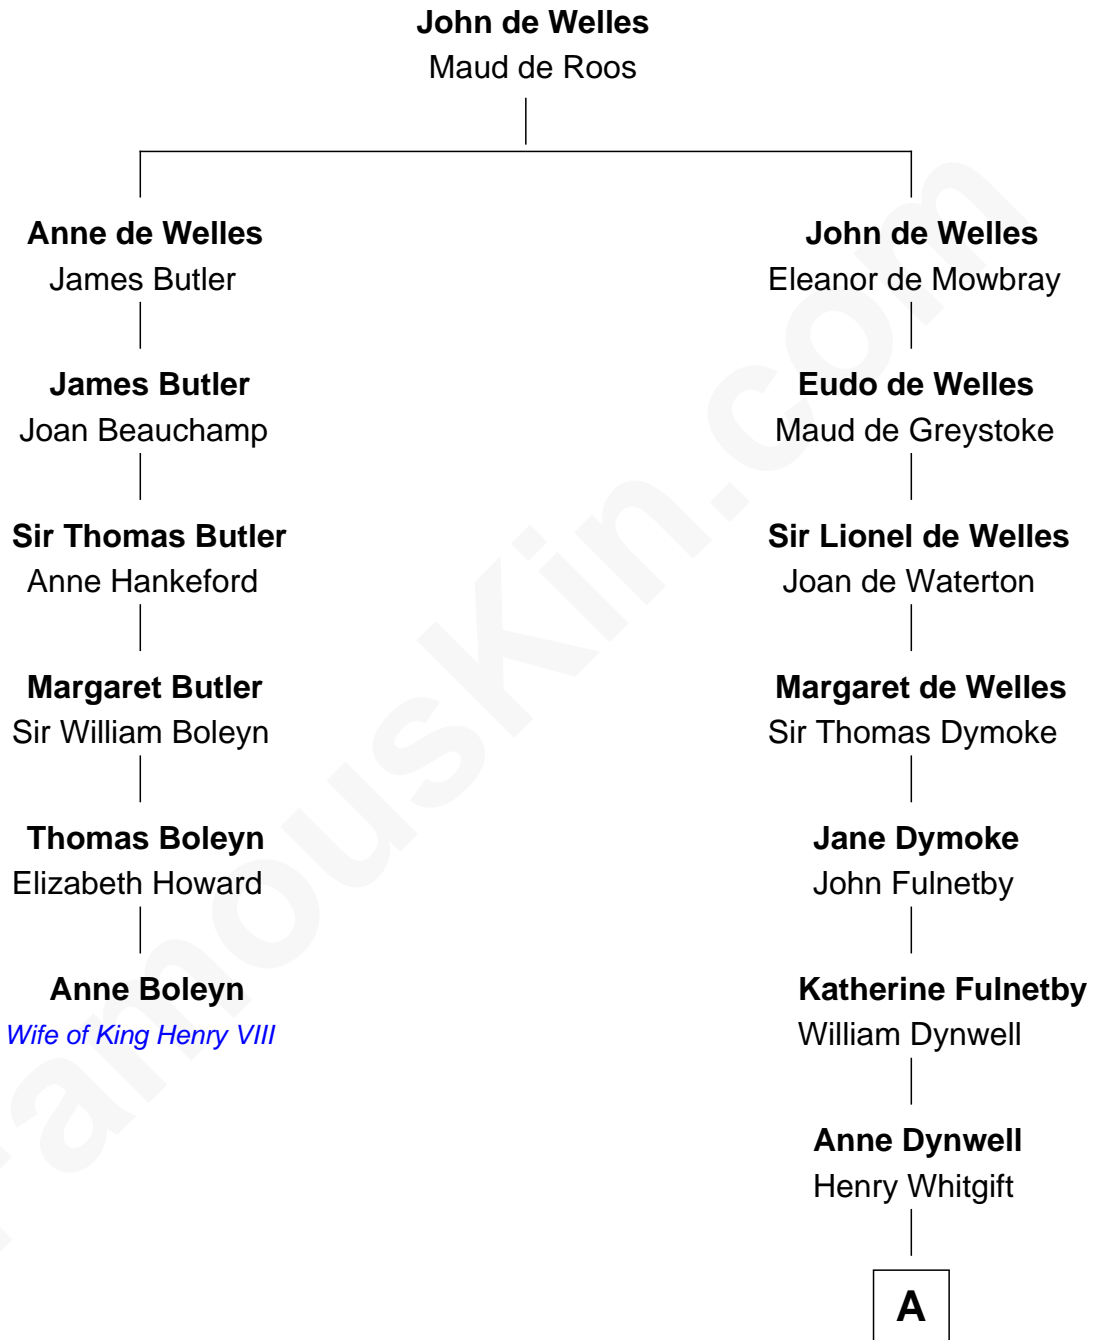 John de Welles
Maud de Roos
Anne de Welles
James Butler
John de Welles
Eleanor de Mowbray
James Butler
Joan Beauchamp
Eudo de Welles
Maud de Greystoke
Sir Thomas Butler
Anne Hankeford
Sir Lionel de Welles
Joan de Waterton
Margaret Butler
Sir William Boleyn
Margaret de Welles
Sir Thomas Dymoke
Thomas Boleyn
Elizabeth Howard
Jane Dymoke
John Fulnetby
Anne Boleyn
Wife of King Henry VIII
Katherine Fulnetby
William Dynwell
Anne Dynwell
Henry Whitgift
A
FamousKin.com